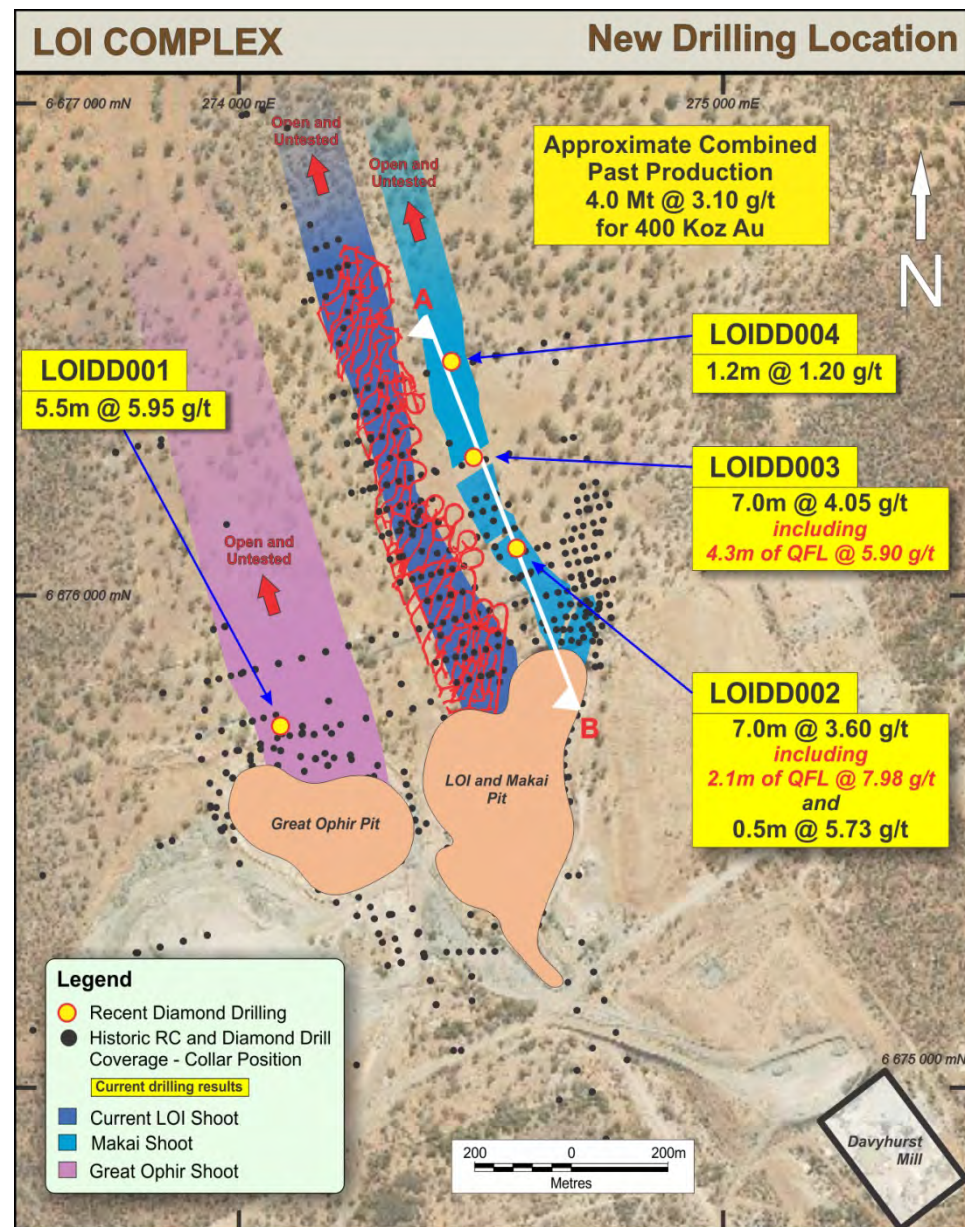 LOI COMPLEX
New Drilling Location
6 677 000 mN
274 000 mE
275 000 mE
Open and
Untested
Open and
Untested
Approximate Combined
Past Production
4.0 Mt @ 3.10 g/t
for 400 Koz Au
N
A
LOIDD004
1.2m @ 1.20 g/t
LOIDD001
5.5m @ 5.95 g/t
LOIDD003
7.0m @ 4.05 g/t
including
4.3m of QFL @ 5.90 g/t
Open and
Untested
6 676 000 mN
LOIDD002
7.0m @ 3.60 g/t
including
2.1m of QFL @ 7.98 g/t
and
0.5m @ 5.73 g/t
B
LOI and Makai
Pit
Great Ophir Pit
Legend
Recent Diamond Drilling
Historic RC and Diamond Drill
Coverage - Collar Position
Current drilling results
Current LOI Shoot
Makai Shoot
Great Ophir Shoot
200 0 200m
Metres
6 675 000 mN
Davyhurst
Mill